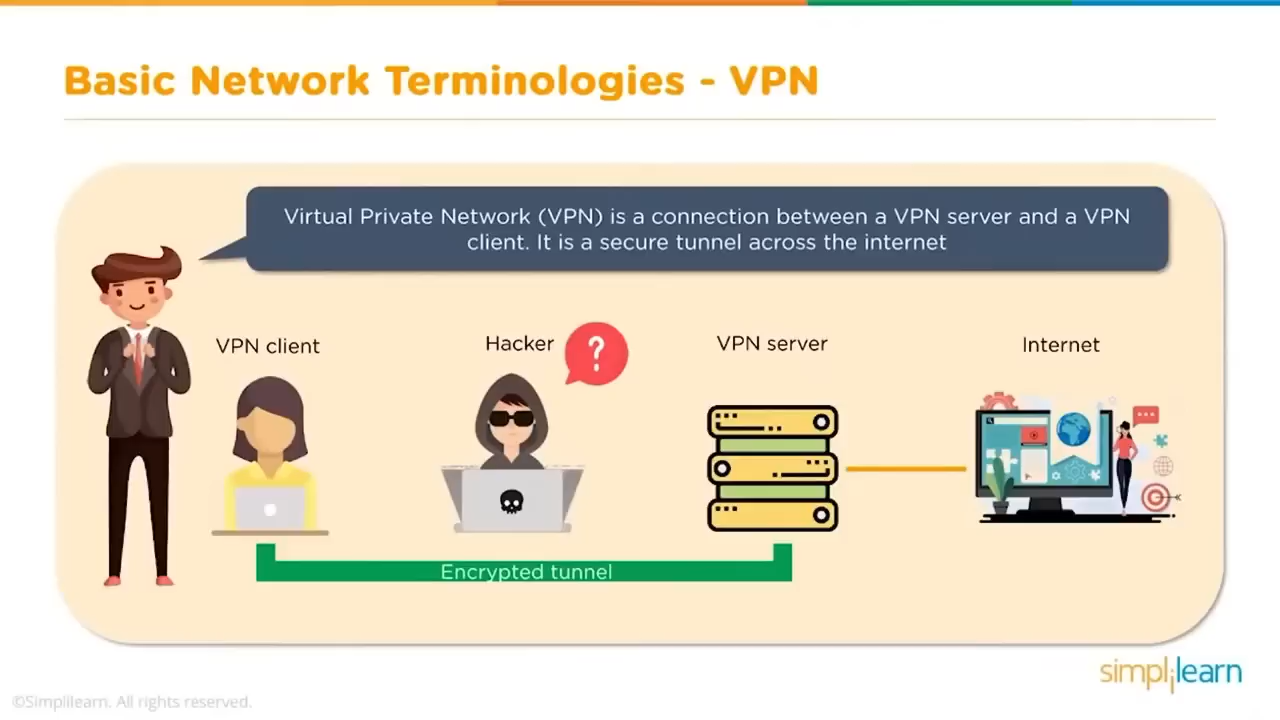 Basic Network Terminologies - VPN
Virtual Private Network (VPN) is a connection between a VPN server and a VPN
client. It is a secure tunnel across the internet
VPN client
Hacker
?
VPN server
Internet
Encrypted tunnel
simplilearn
©Simplilearn. All rights reserved.